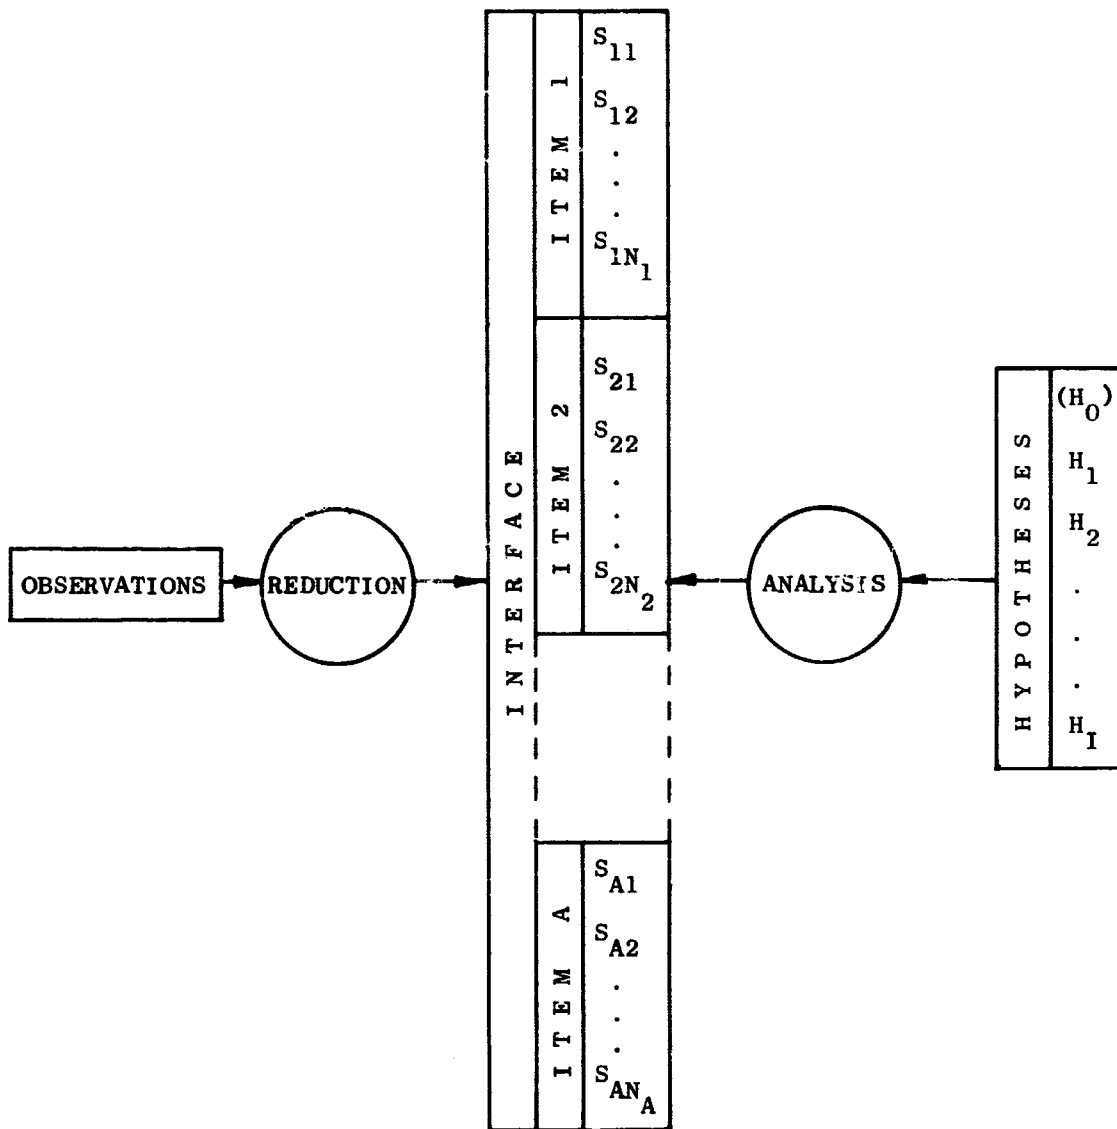 INTERFACE
ITEM 1
S11
S12
.
.
.
S1N1
ITEM 2
S21
S22
.
.
.
S2N2
ITEM A
SA1
SA2
.
.
.
SANA
OBSERVATIONS
REDUCTION
ANALYSIS
HYPOTHESES
(H0)
H1
H2
.
.
.
HI